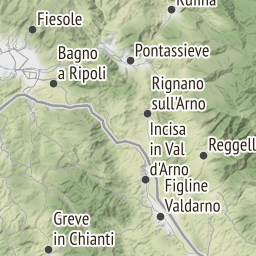 Fiesole
Bagno
a Ripoli
Pontassieve
Rignano
sull'Arno
Incisa
in Val
d'Arno
Reggell
Figline
Valdarno
Greve
in Chianti